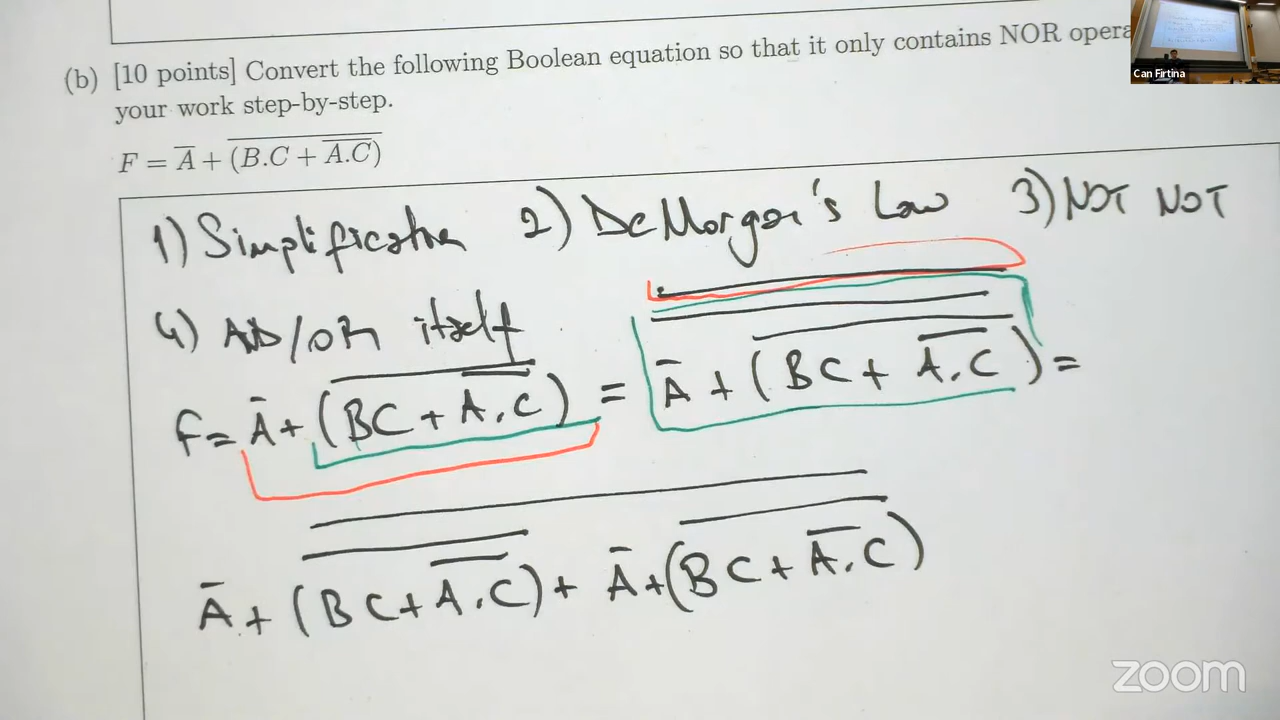 (b) [10 points] Convert the following Boolean equation so that it only contains NOR opera
your work step-by-step.
F = A̅ + (B.C + A.C)
1) Simplification 2) DeMorgan's Law 3) NOT NOT
4) AND/OR itself
F = A̅ + (BC + A.C) = A̅ + (BC + A.C) =
A̅ + (BC + A.C) + A̅ + (BC + A.C)
Can Firtina
zoom